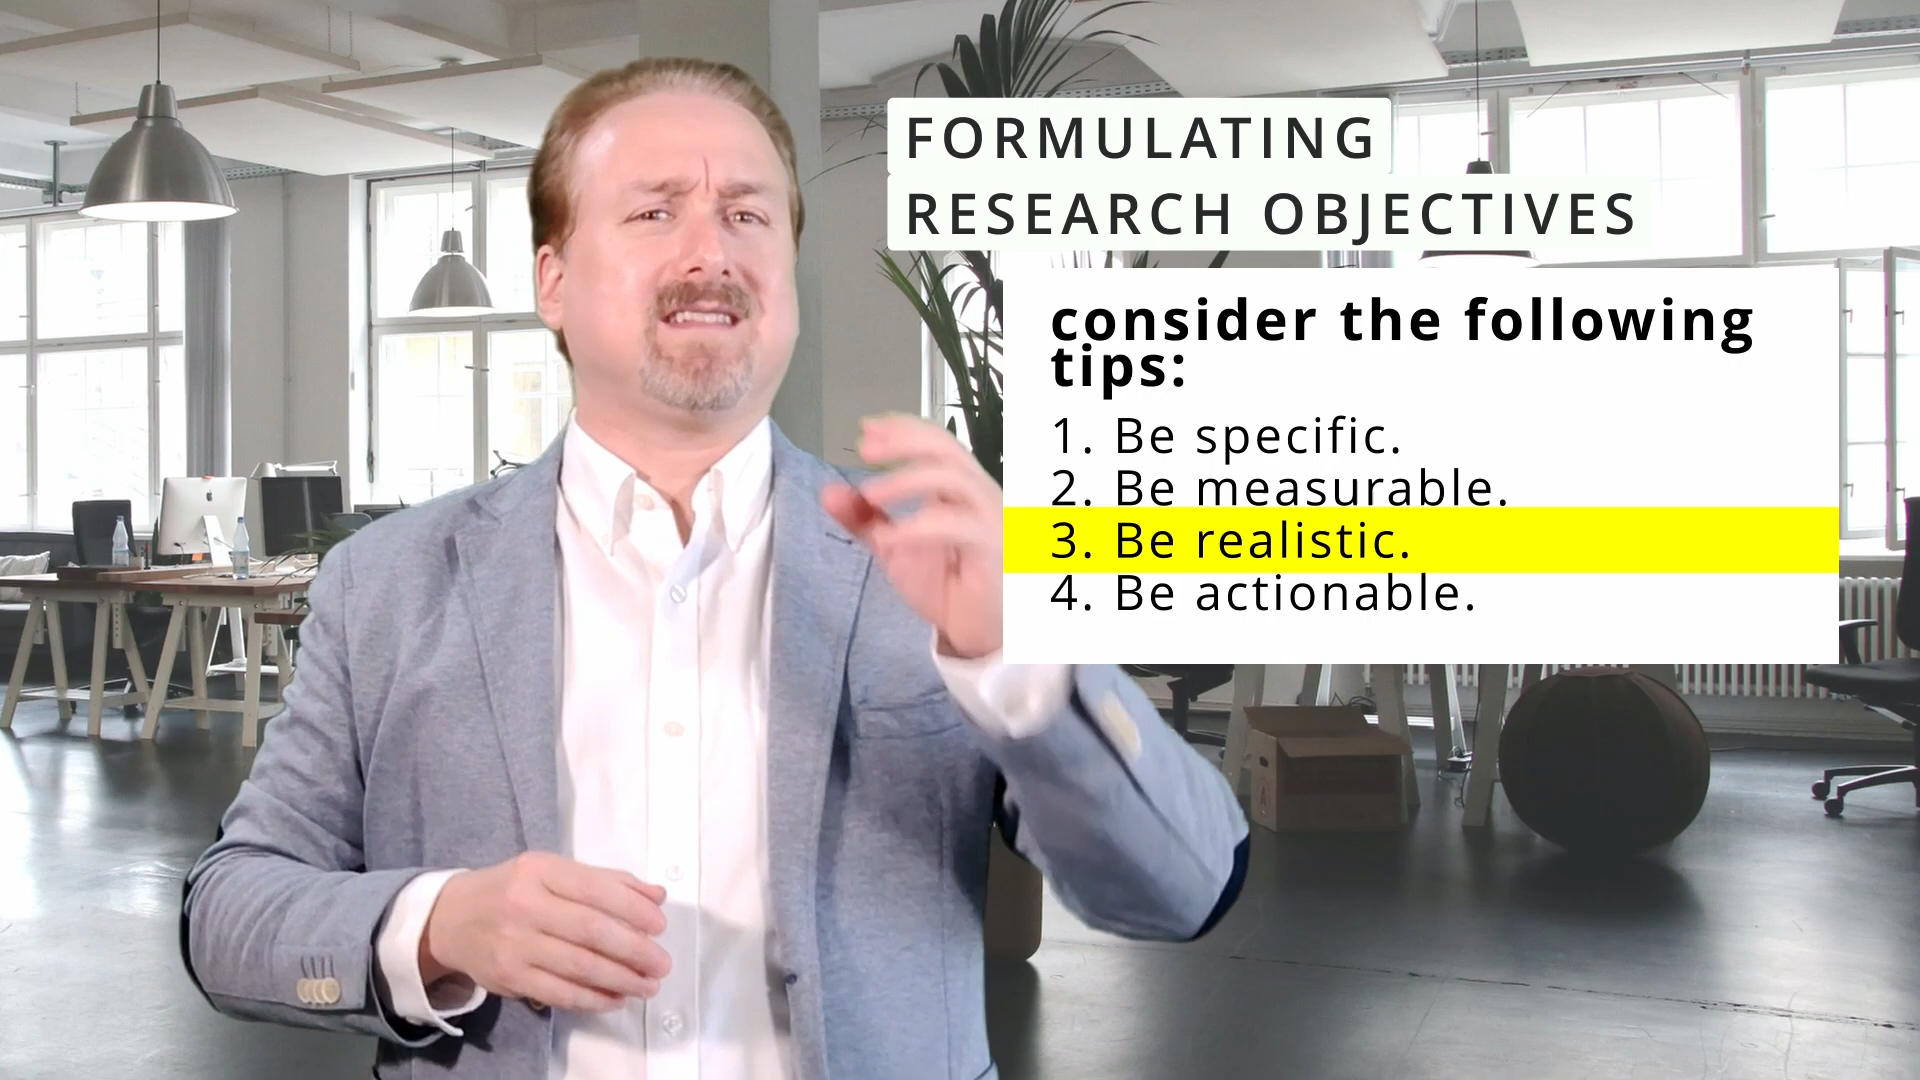 FORMULATING
RESEARCH OBJECTIVES
consider the following
tips:
1. Be specific.
2. Be measurable.
3. Be realistic.
4. Be actionable.